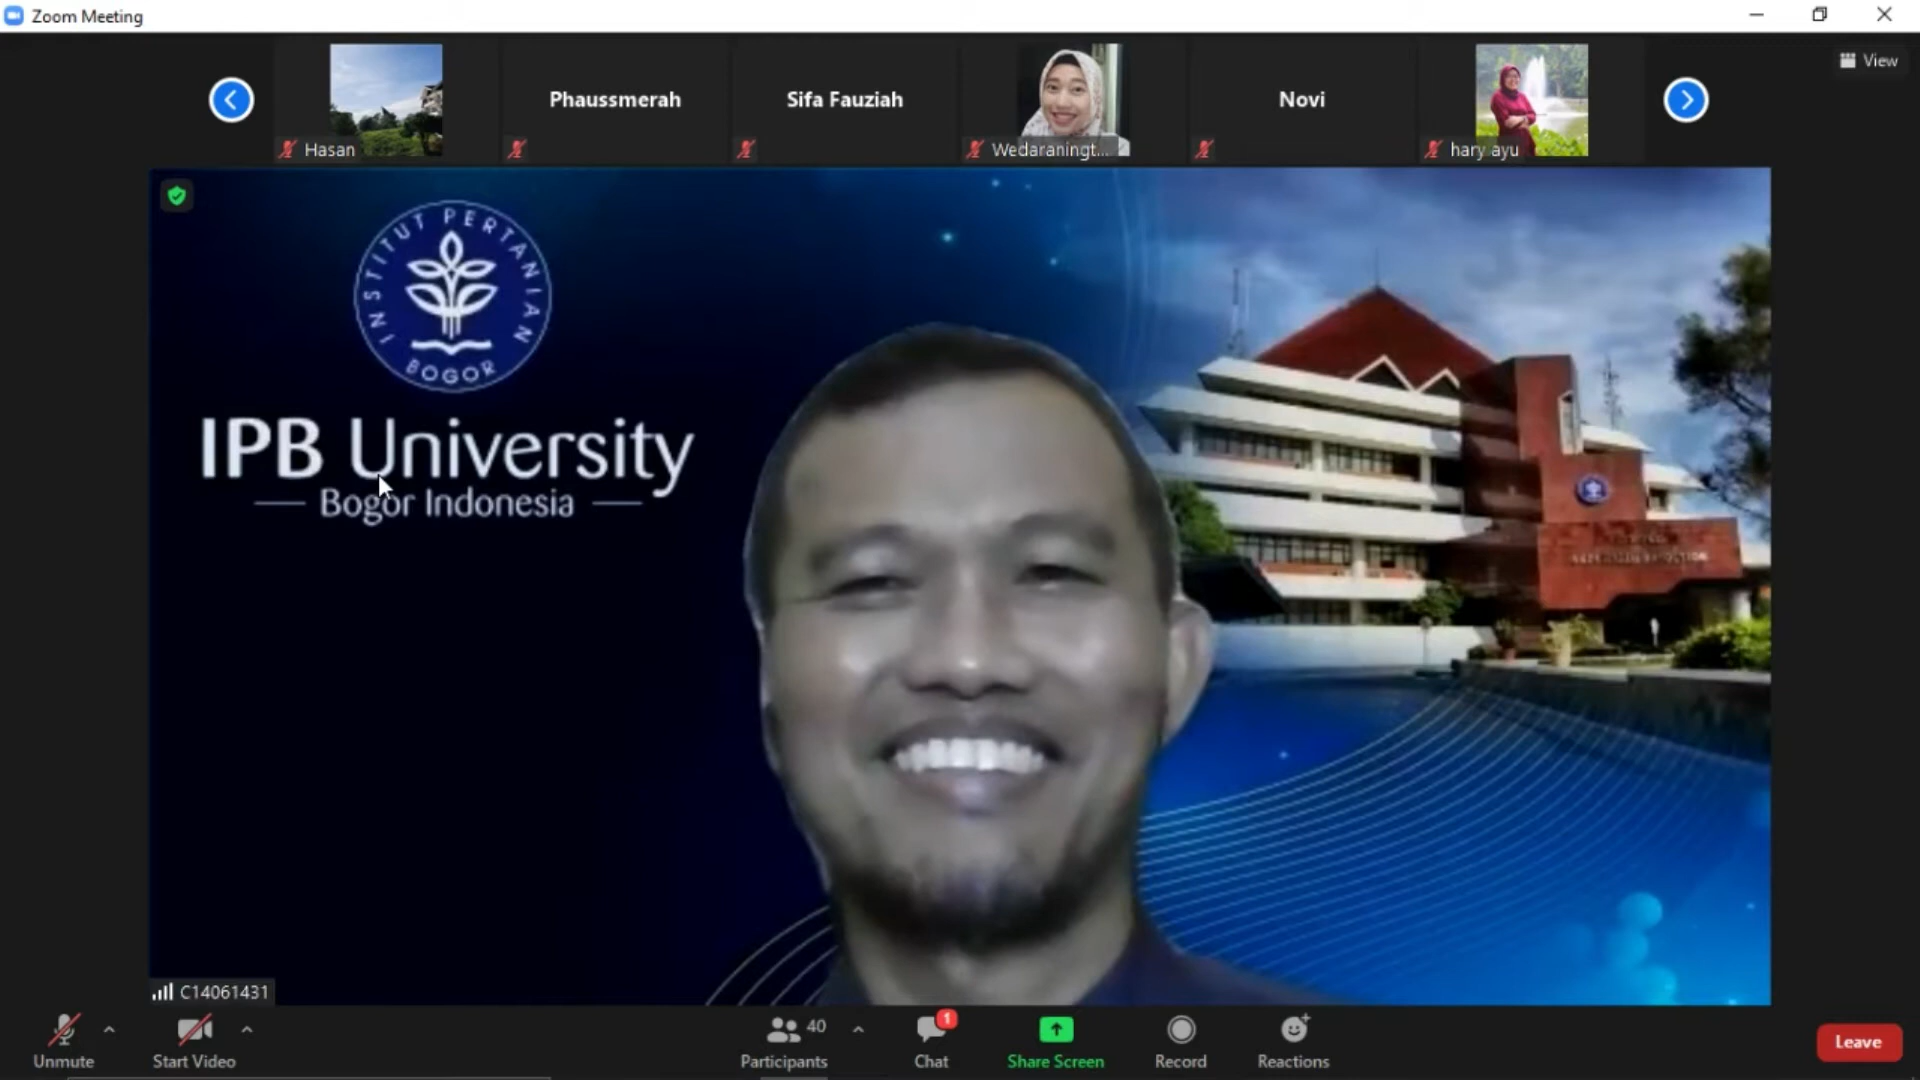 Zoom Meeting
View
Hasan
Phaussmerah
Sifa Fauziah
Wedaraningt...
Novi
hary ayu
INSTITUT PERTANIAN
BOGOR
IPB University
Bogor Indonesia
C14061431
Unmute
Start Video
40
Participants
1
Chat
Share Screen
Record
Reactions
Leave